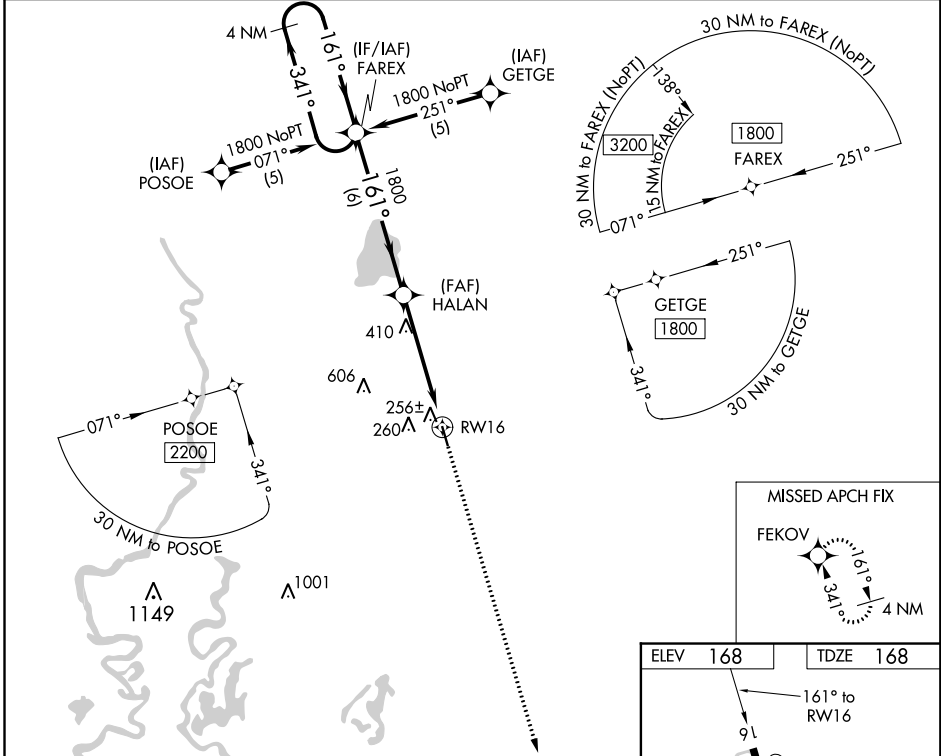 4 NM
161°
341°
(IF/IAF)
FAREX
(IAF)
GETGE
1800 NoPT
251°
(5)
(IAF)
POSOE
1800 NoPT
071°
(5)
1800
161°
(6)
(FAF)
HALAN
410
606
256±
260
RW16
30 NM to FAREX (NoPT)
30 NM to FAREX (NoPT)
138°
3200
15 NM to FAREX
1800
FAREX
071°
251°
251°
GETGE
1800
341°
30 NM to GETGE
071°
POSOE
2200
341°
30 NM to POSOE
1149
1001
MISSED APCH FIX
FEKOV
161°
341°
4 NM
ELEV 168
TDZE 168
161° to
RW16
16